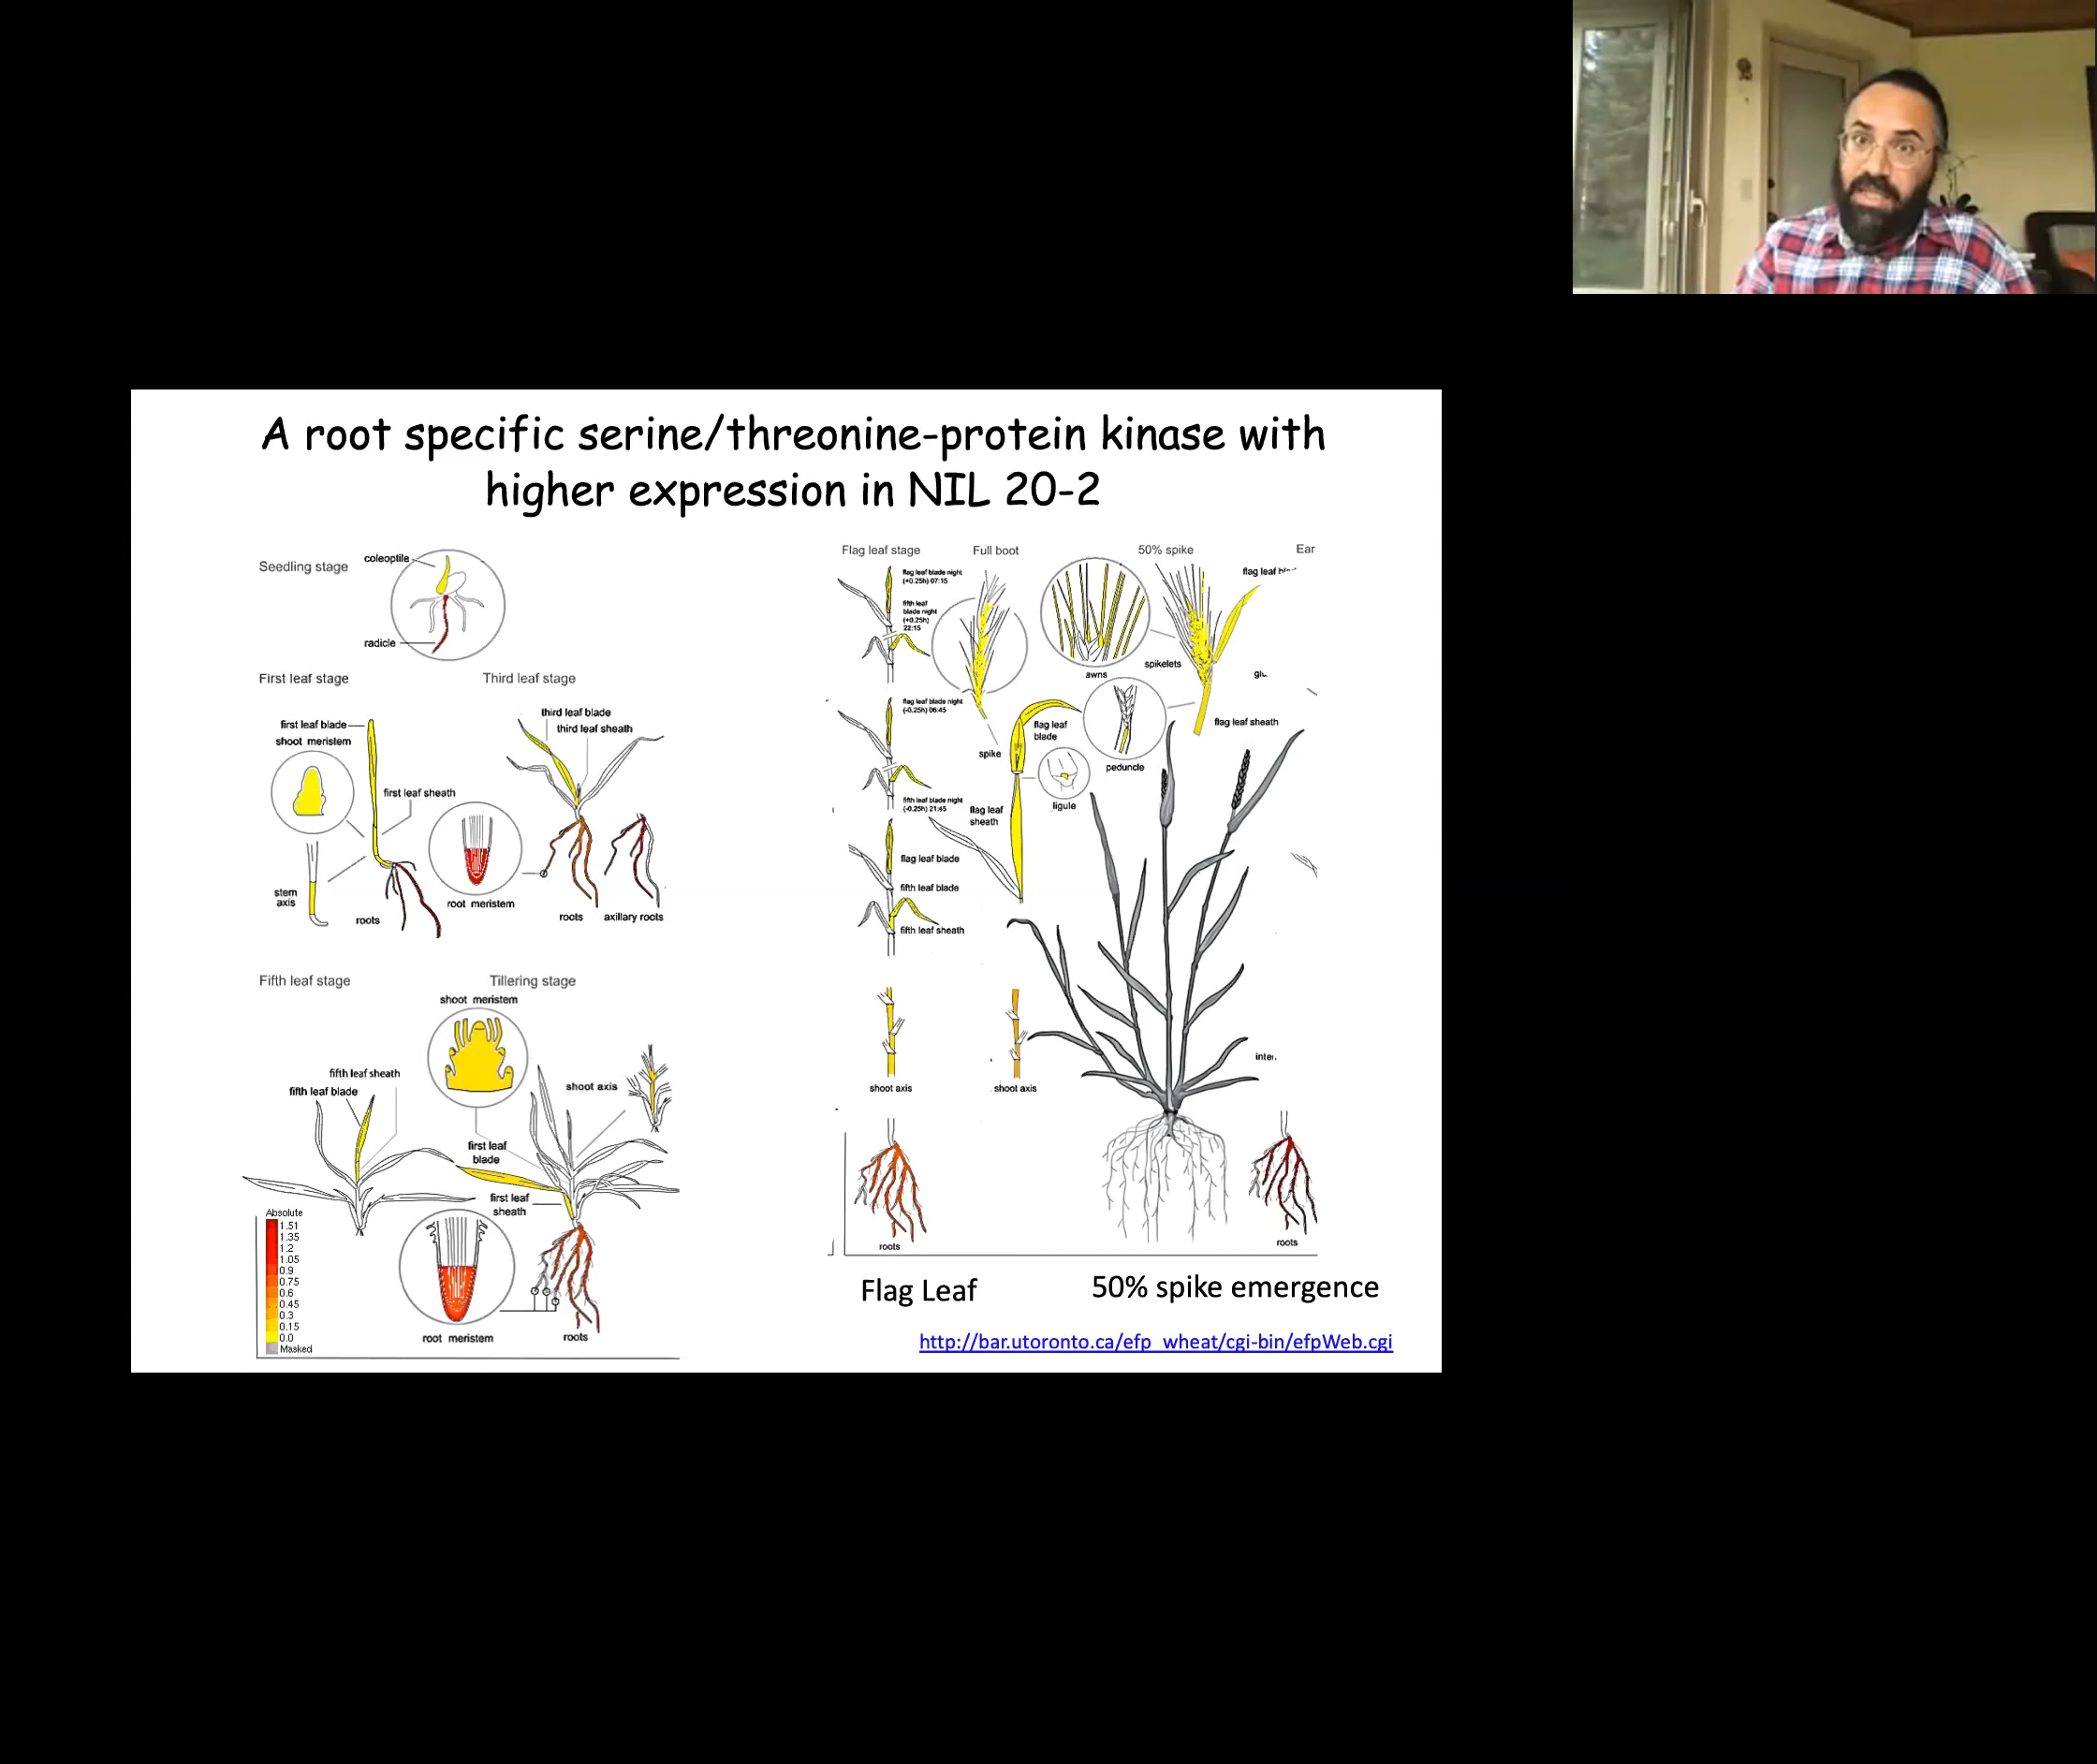 A root specific serine/threonine-protein kinase with
higher expression in NIL 20-2
Seedling stage
coleoptile
radicle
First leaf stage
Third leaf stage
first leaf blade
shoot meristem
first leaf sheath
stem
axis
roots
third leaf blade
third leaf sheath
root meristem
roots
axillary roots
Fifth leaf stage
Tillering stage
shoot meristem
fifth leaf sheath
fifth leaf blade
shoot axis
first leaf
blade
first leaf
sheath
root meristem
roots
Absolute
1.51
1.35
1.2
1.05
0.9
0.75
0.6
0.45
0.3
0.15
0.0
Masked
Flag leaf stage
Full boot
50% spike
Ear
flag leaf blade night
(+0.25h) 07:15
fifth leaf
blade night
(+0.25h)
22:15
flag leaf blade night
(-0.25h) 06:45
fifth leaf blade night
(-0.25h) 21:45
flag leaf blade
fifth leaf blade
fifth leaf sheath
spike
flag leaf
blade
flag leaf
sheath
ligule
awns
spikelets
peduncle
flag leaf
flag leaf sheath
shoot axis
shoot axis
roots
roots
Flag Leaf
50% spike emergence
http://bar.utoronto.ca/efp_wheat/cgi-bin/efpWeb.cgi